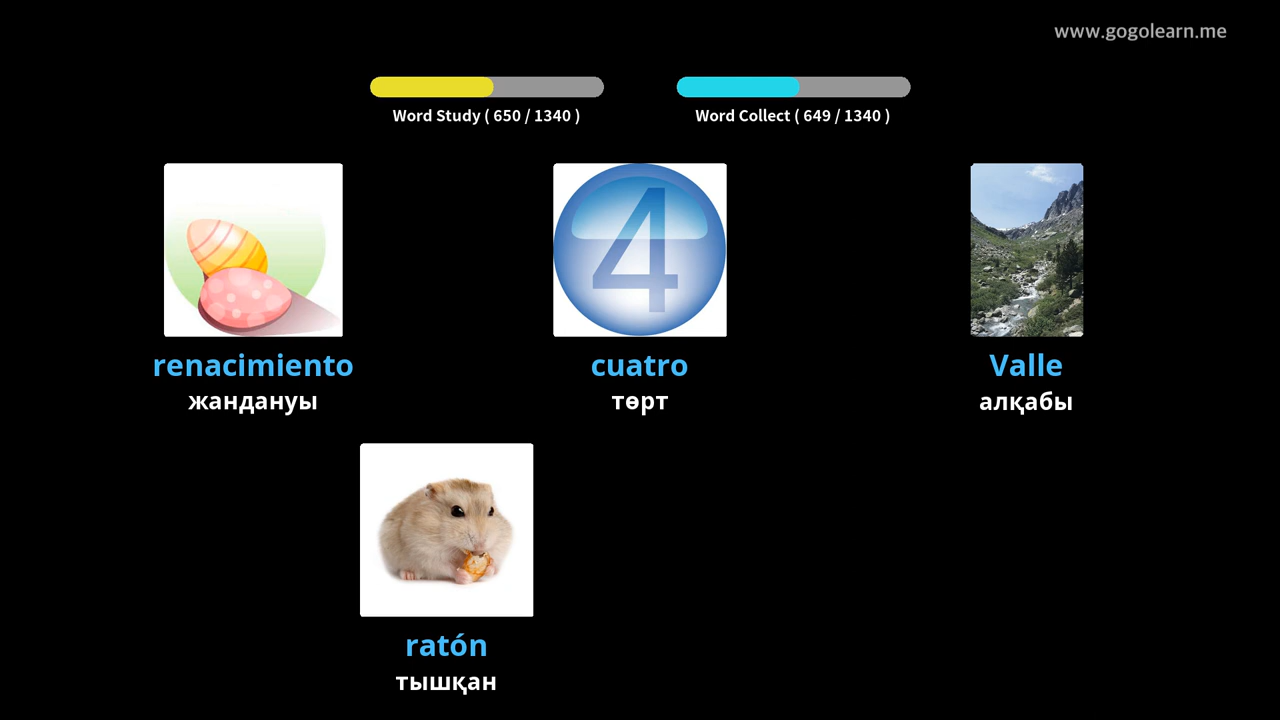 www.gogolearn.me
Word Study ( 650 / 1340 )
Word Collect ( 649 / 1340 )
4
renacimiento
жандануы
cuatro
төрт
Valle
алқабы
ratón
тышқан